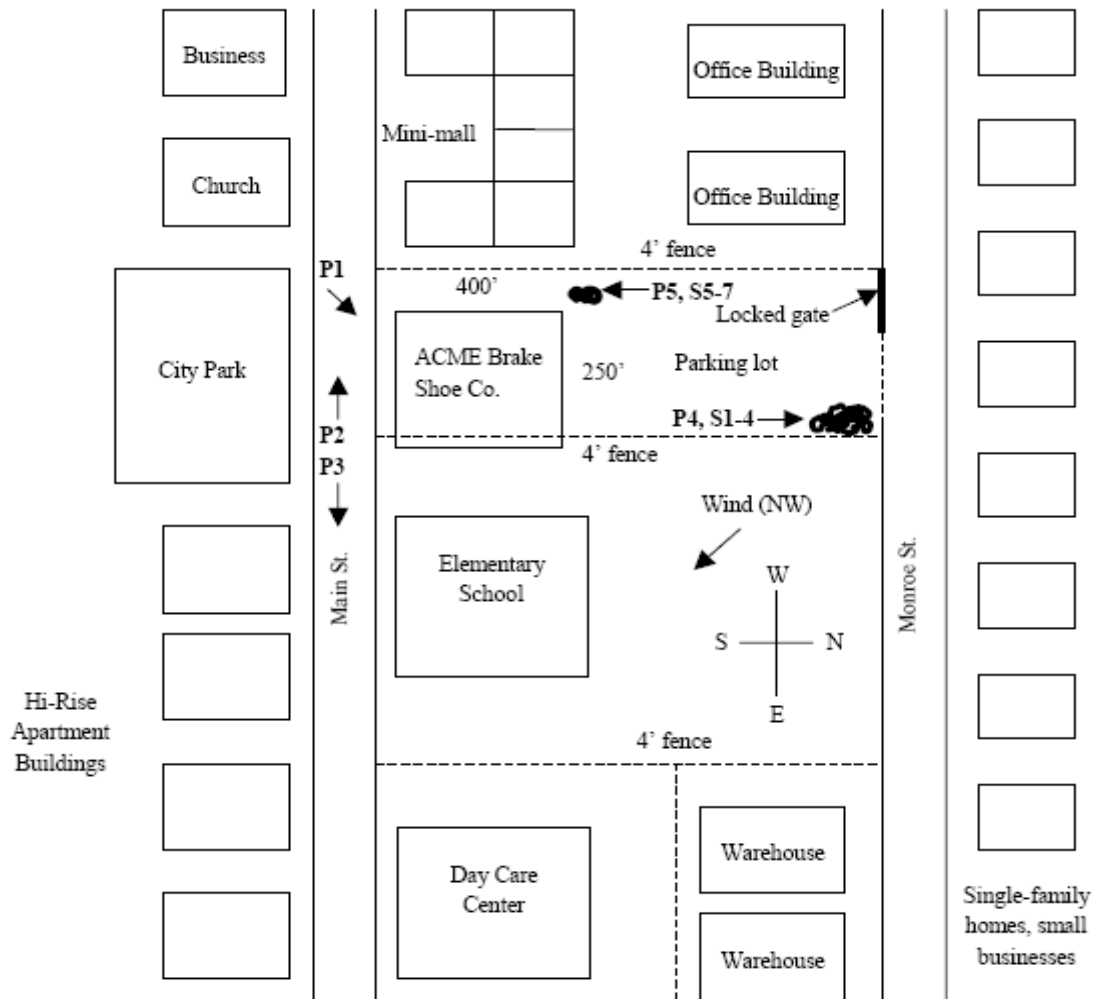 Business
Office Building
Mini-mall
Church
Office Building
4' fence
P1
400'
P5, S5-7
Locked gate
City Park
ACME Brake
Shoe Co.
250'
Parking lot
P4, S1-4
P2
4' fence
P3
Wind (NW)
Main St.
Elementary
School
W
S
N
E
Monroe St.
Hi-Rise
Apartment
Buildings
4' fence
Day Care
Center
Warehouse
Warehouse
Single-family
homes, small
businesses